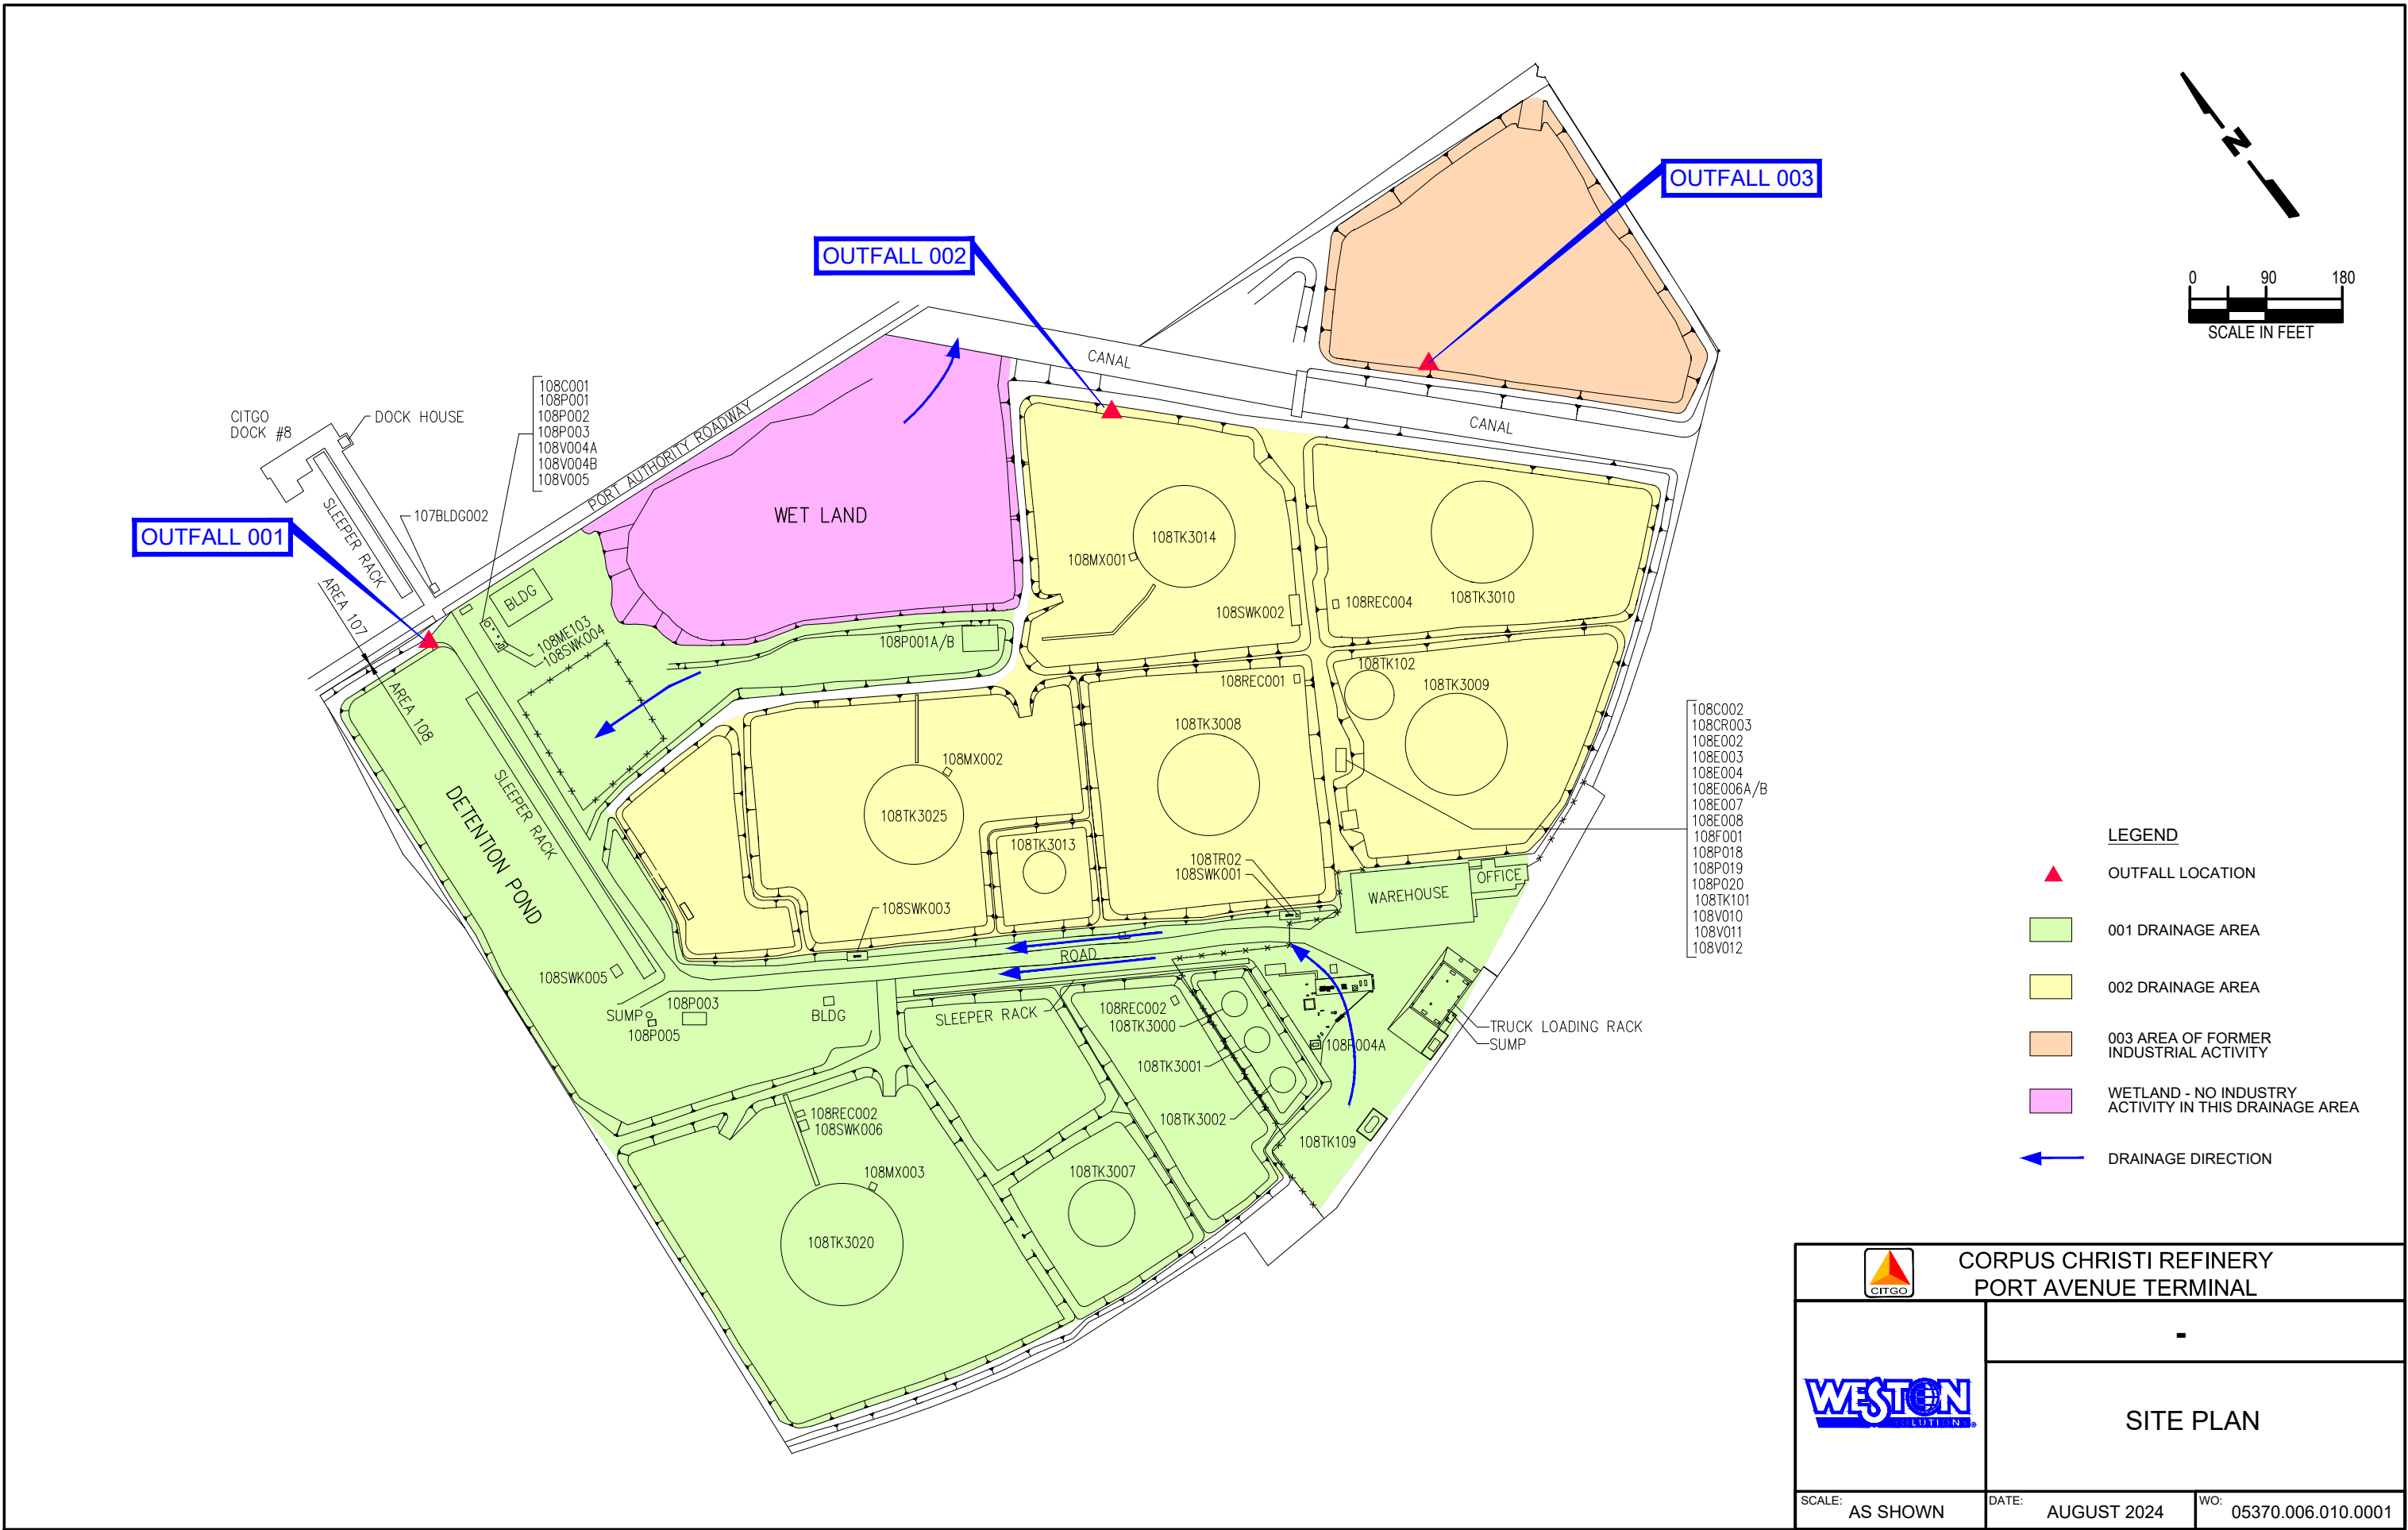 OUTFALL 003
OUTFALL 002
N
0 90 180
SCALE IN FEET
CANAL
CANAL
108C001
108P001
108P002
108P003
108V004A
108V004B
108V005
CITGO
DOCK #8
DOCK HOUSE
PORT AUTHORITY ROADWAY
SLEEPER RACK
107BLDG002
OUTFALL 001
WET LAND
108TK3014
108MX001
108SWK002
108REC004
108TK3010
AREA 107
AREA 108
BLDG
108ME103
108SWK004
108P001A/B
108REC001
108TK102
108TK3009
108TK3008
108MX002
108TK3025
108TK3013
108TR02
108SWK001
108SWK003
SLEEPER RACK
DETENTION POND
108C002
108CR003
108E002
108E003
108E004
108E006A/B
108E007
108E008
108F001
108P018
108P019
108P020
108TK101
108V010
108V011
108V012
WAREHOUSE
OFFICE
ROAD
108SWK005
SUMP
108P003
108P005
BLDG
SLEEPER RACK
108REC002
108TK3000
108TK3001
108TK3002
108P004A
TRUCK LOADING RACK
SUMP
108TK109
108REC002
108SWK006
108MX003
108TK3007
108TK3020
LEGEND
OUTFALL LOCATION
001 DRAINAGE AREA
002 DRAINAGE AREA
003 AREA OF FORMER
INDUSTRIAL ACTIVITY
WETLAND - NO INDUSTRY
ACTIVITY IN THIS DRAINAGE AREA
DRAINAGE DIRECTION
CITGO
CORPUS CHRISTI REFINERY
PORT AVENUE TERMINAL
-
WESTON
SOLUTIONS
SITE PLAN
SCALE: AS SHOWN
DATE: AUGUST 2024
WO: 05370.006.010.0001